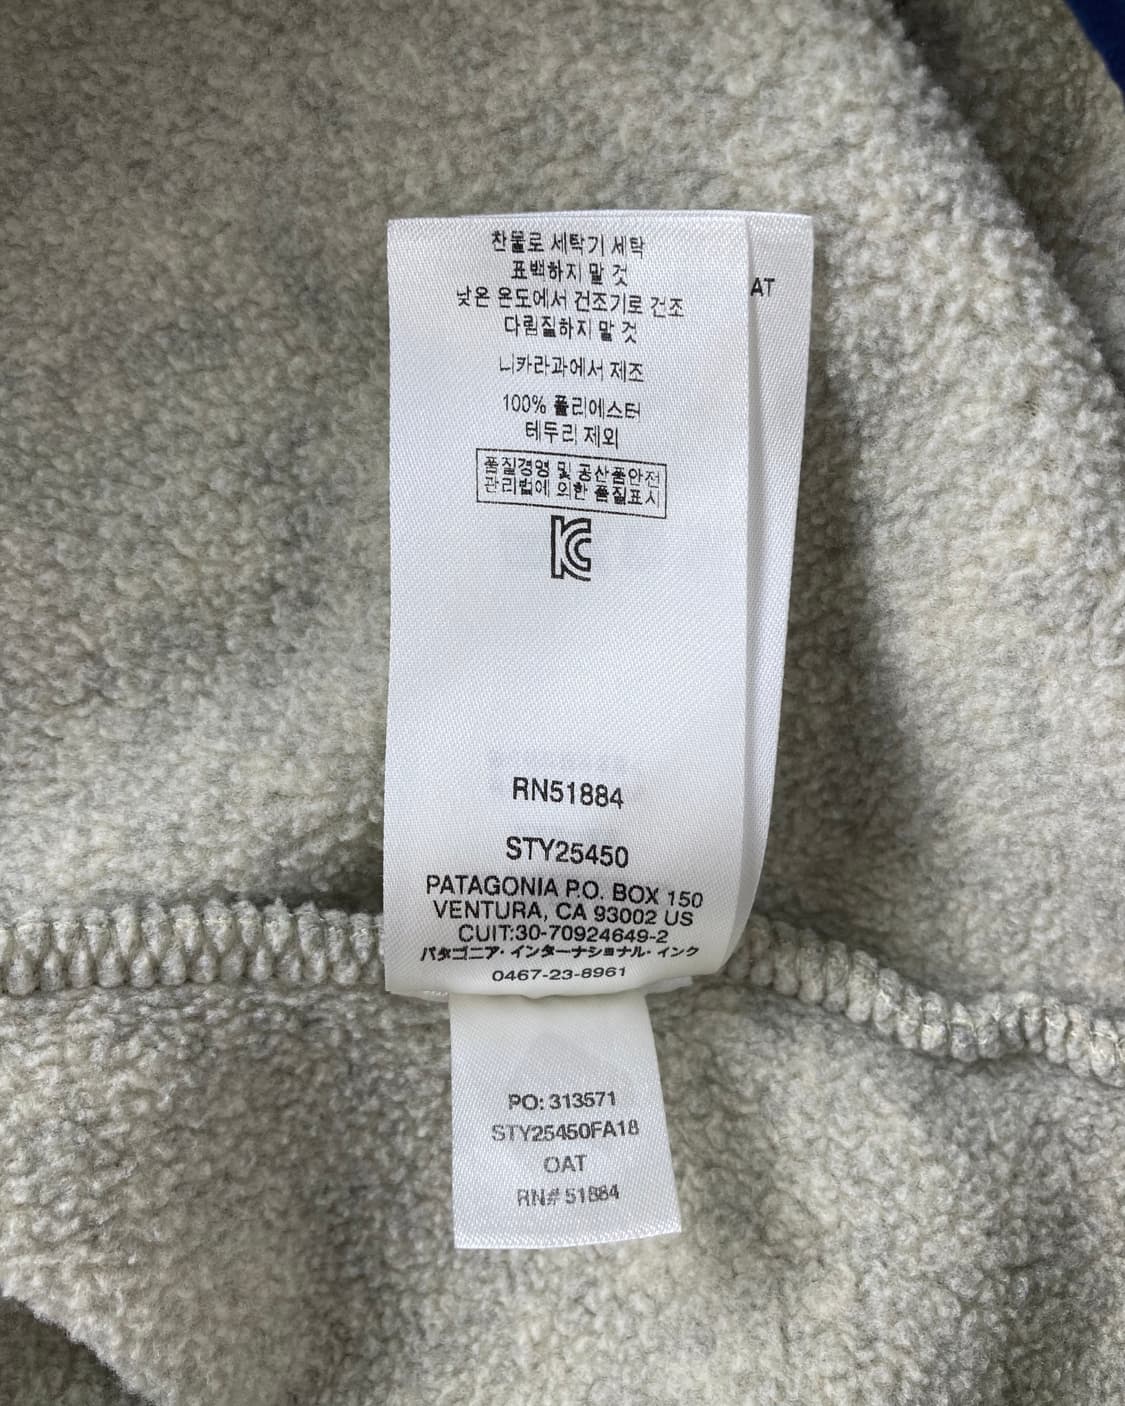 찬물로 세탁기 세탁
표백하지 말 것
낮은 온도에서 건조기로 건조
다림질하지 말 것
니카라과에서 제조
100% 폴리에스터
테두리 제외
품질경영 및 공산품안전
관리법에 의한 품질표시
KC
AT
RN51884
STY25450
PATAGONIA P.O. BOX 150
VENTURA, CA 93002 US
CUIT:30-70924649-2
パタゴニア・インターナショナル・インク
0467-23-8961
PO: 313571
STY25450FA18
OAT
RN# 51884